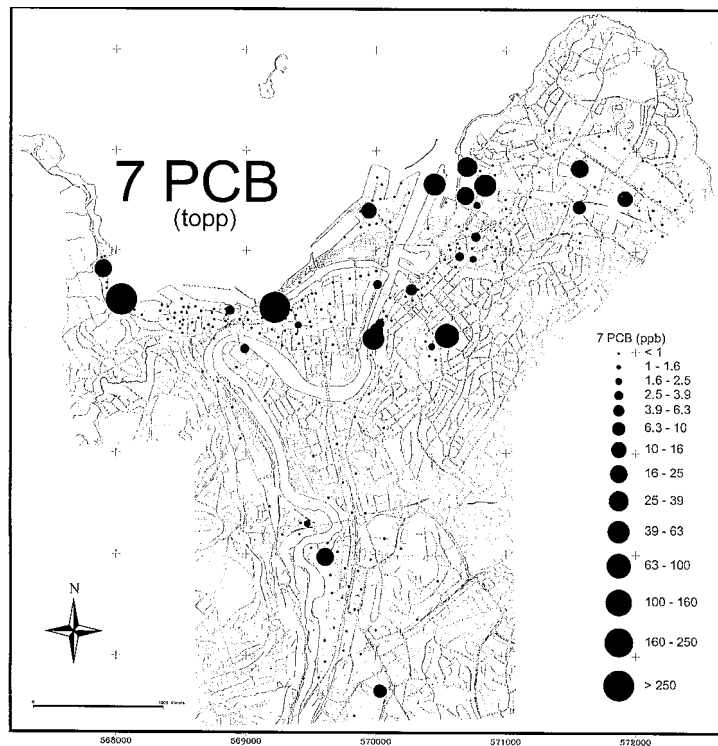 7 PCB
(topp)
7 PCB (ppb)
< 1
1 - 1.6
1.6 - 2.5
2.5 - 3.9
3.9 - 6.3
6.3 - 10
10 - 16
16 - 25
25 - 39
39 - 63
63 - 100
100 - 160
160 - 250
> 250
N
568000
569000
570000
571000